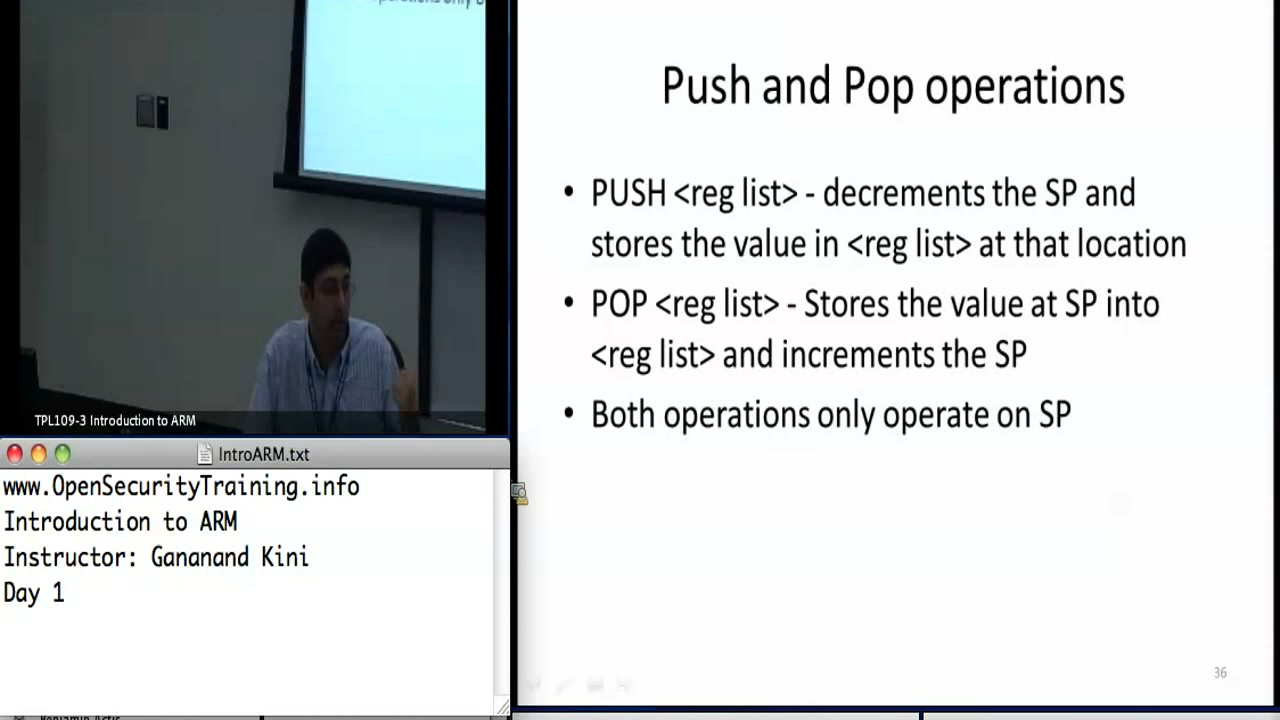 Push and Pop operations
• PUSH <reg list> - decrements the SP and
stores the value in <reg list> at that location
• POP <reg list> - Stores the value at SP into
<reg list> and increments the SP
• Both operations only operate on SP
36
TPL109-3 Introduction to ARM
IntroARM.txt
www.OpenSecurityTraining.info
Introduction to ARM
Instructor: Gananand Kini
Day 1